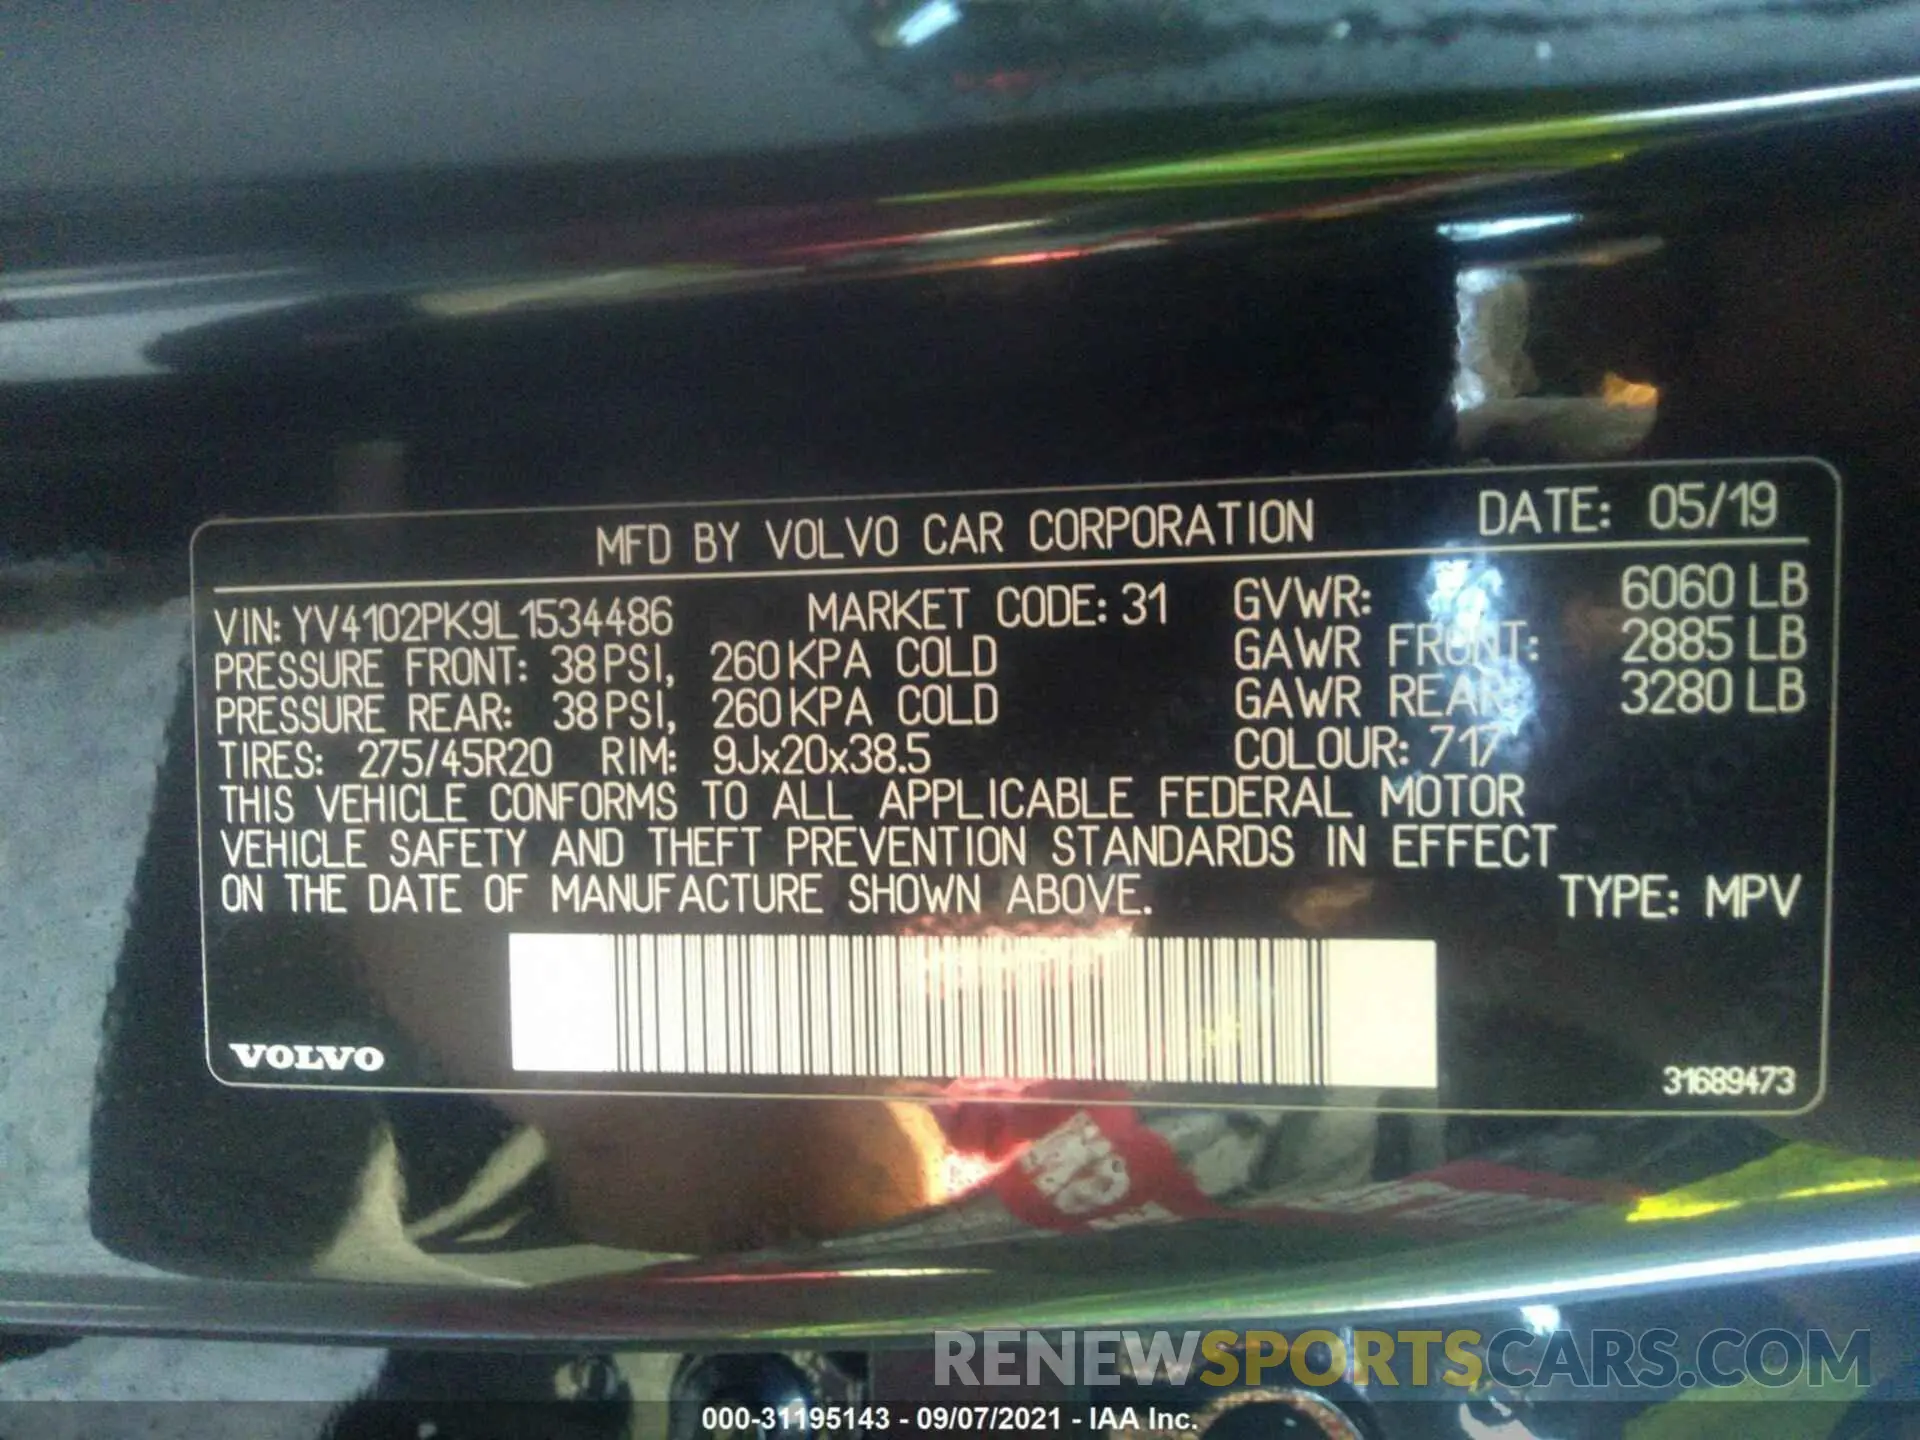 MFD BY VOLVO CAR CORPORATION DATE: 05/19
VIN: YV4102PK9L1534486 MARKET CODE: 31 GVWR: 6060 LB
PRESSURE FRONT: 38 PSI, 260 KPA COLD GAWR FRONT: 2885 LB
PRESSURE REAR: 38 PSI, 260 KPA COLD GAWR REAR: 3280 LB
TIRES: 275/45R20 RIM: 9Jx20x38.5 COLOUR: 717
THIS VEHICLE CONFORMS TO ALL APPLICABLE FEDERAL MOTOR
VEHICLE SAFETY AND THEFT PREVENTION STANDARDS IN EFFECT
ON THE DATE OF MANUFACTURE SHOWN ABOVE. TYPE: MPV
VOLVO
31689473
RENEWSPORTSCARS.COM
000-31195143 - 09/07/2021 - IAA Inc.